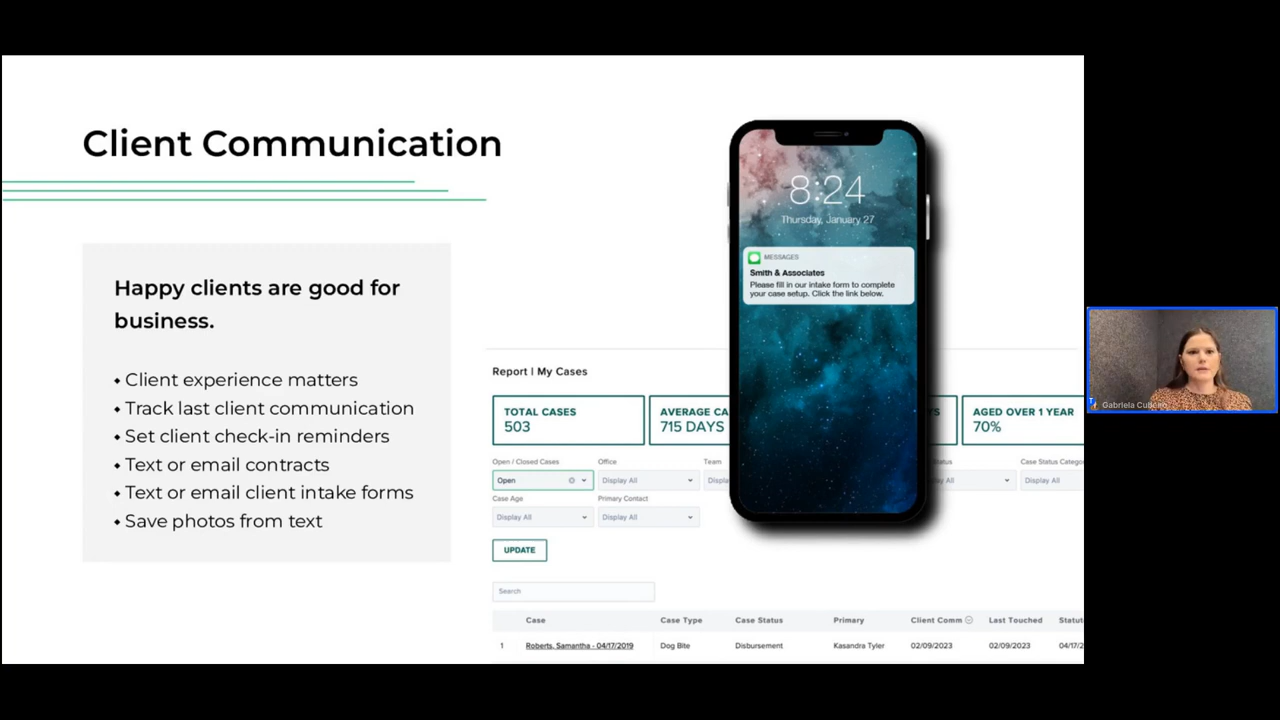 Client Communication
Happy clients are good for
business.
• Client experience matters
• Track last client communication
• Set client check-in reminders
• Text or email contracts
• Text or email client intake forms
• Save photos from text
8:24
Thursday, January 27
MESSAGES
Smith & Associates
Please fill in our intake form to complete
your case setup. Click the link below.
Report | My Cases
TOTAL CASES
503
AVERAGE CA
715 DAYS
AGED OVER 1 YEAR
70%
Open / Closed Cases Office Team Case Status Catego
Open Display All Displa Display All
Case Age Primary Contact
Display All Display All
UPDATE
Search
Case Case Type Case Status Primary Client Comm Last Touched Statut
1 Roberts, Samantha - 04/17/2019 Dog Bite Disbursement Kasandra Tyler 02/09/2023 02/09/2023 04/17/2
Gabriela